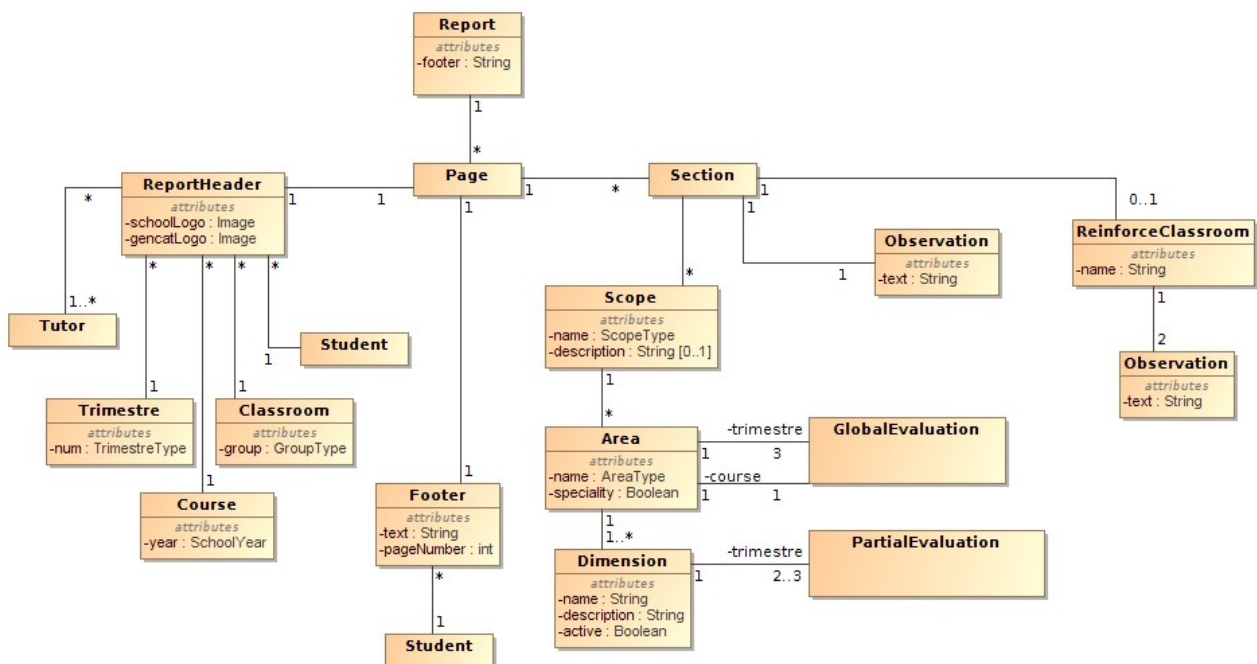 Report
attributes
-footer : String
1
*
Page
1
1
1
*
1
Section
1
1
0..1
ReportHeader
attributes
-schoolLogo : Image
-gencatLogo : Image
*
*
*
*
*
1..*
Tutor
1
Student
1
1
1
Trimestre
attributes
-num : TrimestreType
Classroom
attributes
-group : GroupType
Course
attributes
-year : SchoolYear
1
Footer
attributes
-text : String
-pageNumber : int
*
1
Student
*
Scope
attributes
-name : ScopeType
-description : String [0..1]
1
*
Observation
attributes
-text : String
1
ReinforceClassroom
attributes
-name : String
1
2
Observation
attributes
-text : String
Area
attributes
-name : AreaType
-speciality : Boolean
-trimestre
1
3
-course
1
1
GlobalEvaluation
1
1..*
Dimension
attributes
-name : String
-description : String
-active : Boolean
-trimestre
1
2..3
PartialEvaluation